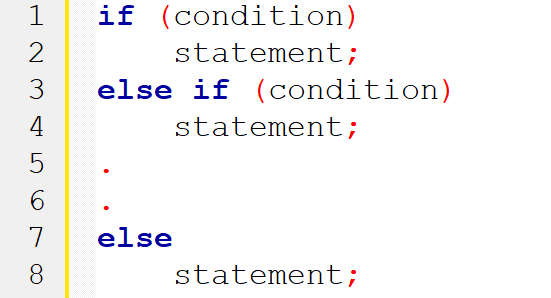 1 if (condition)
2     statement;
3 else if (condition)
4     statement;
5 .
6 .
7 else
8     statement;